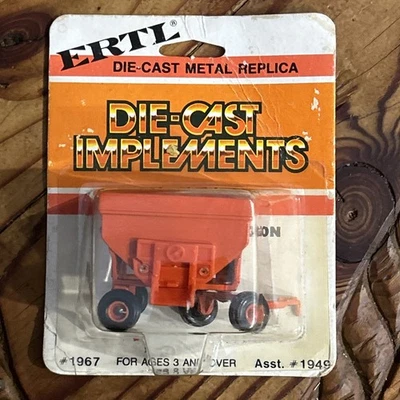 ERTL
DIE-CAST METAL REPLICA
DIE-CAST
IMPLEMENTS
#1967 FOR AGES 3 AND OVER Asst. #1949